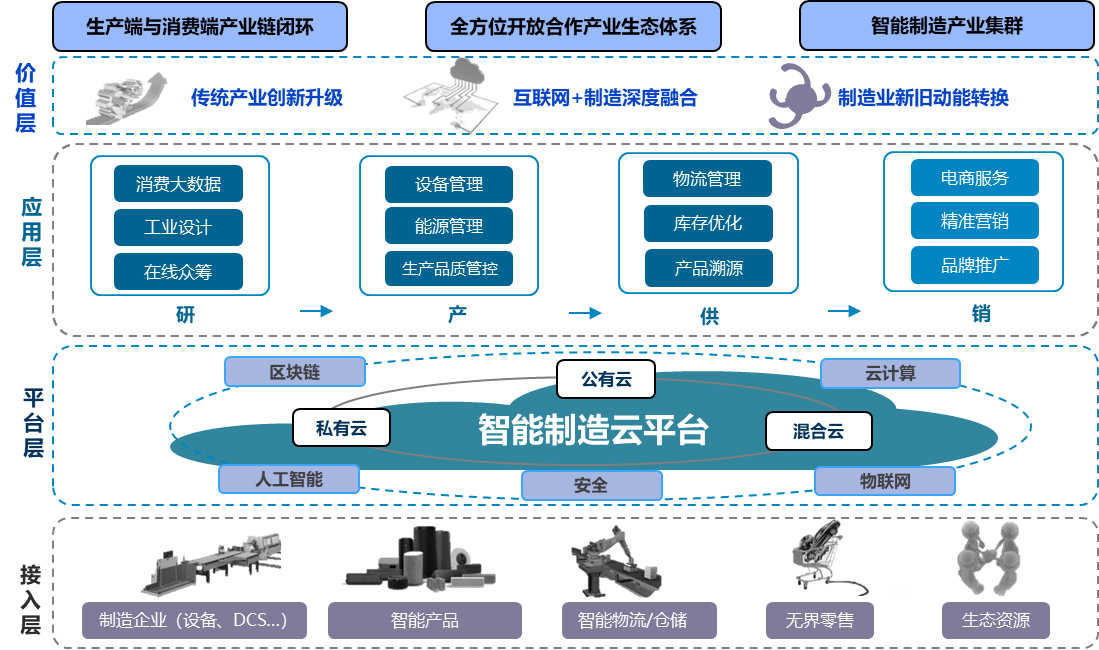 生产端与消费端产业链闭环
全方位开放合作产业生态体系
智能制造产业集群
价值层
传统产业创新升级
互联网+制造深度融合
制造业新旧动能转换
应用层
消费大数据
工业设计
在线众筹
设备管理
能源管理
生产品质管控
物流管理
库存优化
产品溯源
电商服务
精准营销
品牌推广
研
产
供
销
平台层
区块链
公有云
云计算
私有云
智能制造云平台
混合云
人工智能
安全
物联网
接入层
制造企业（设备、DCS...）
智能产品
智能物流/仓储
无界零售
生态资源